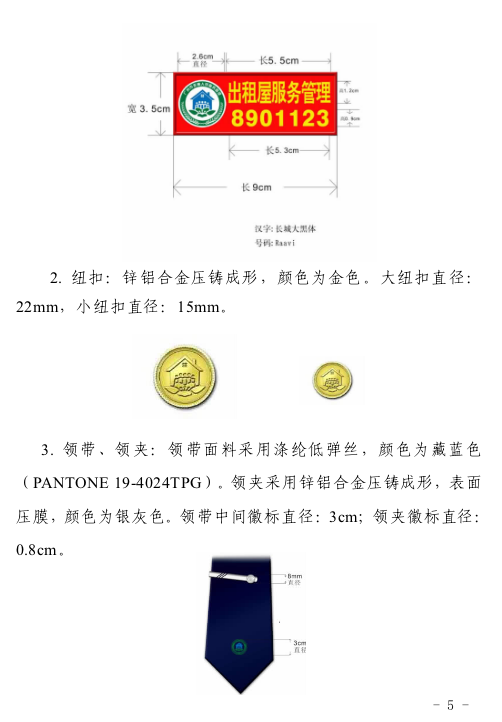 2.6cm
直径
长5.5cm
出租屋服务管理
8901123
宽3.5cm
高1.2cm
长5.3cm
长9cm
汉字:长城大黑体
号码:Raavi
2. 纽扣：锌铝合金压铸成形，颜色为金色。大纽扣直径：
22mm，小纽扣直径：15mm。
3. 领带、领夹：领带面料采用涤纶低弹丝，颜色为藏蓝色
（PANTONE 19-4024TPG）。领夹采用锌铝合金压铸成形，表面
压膜，颜色为银灰色。领带中间徽标直径：3cm；领夹徽标直径：
0.8cm。
8mm
直径
3cm
直径
- 5 -